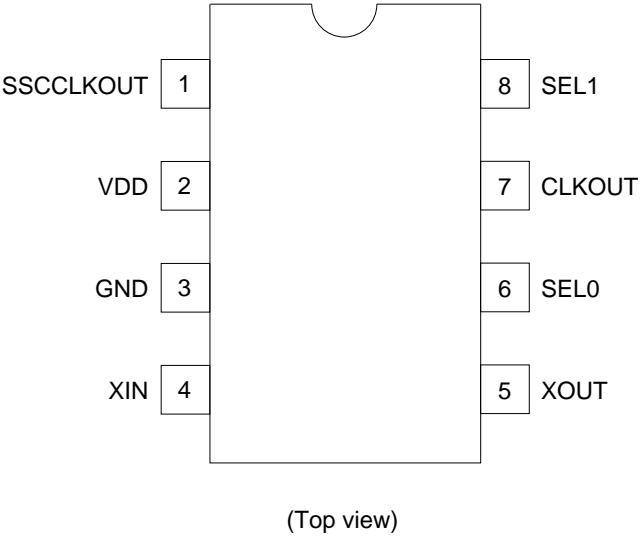 SSCCLKOUT 1 8 SEL1
VDD 2 7 CLKOUT
GND 3 6 SEL0
XIN 4 5 XOUT
(Top view)